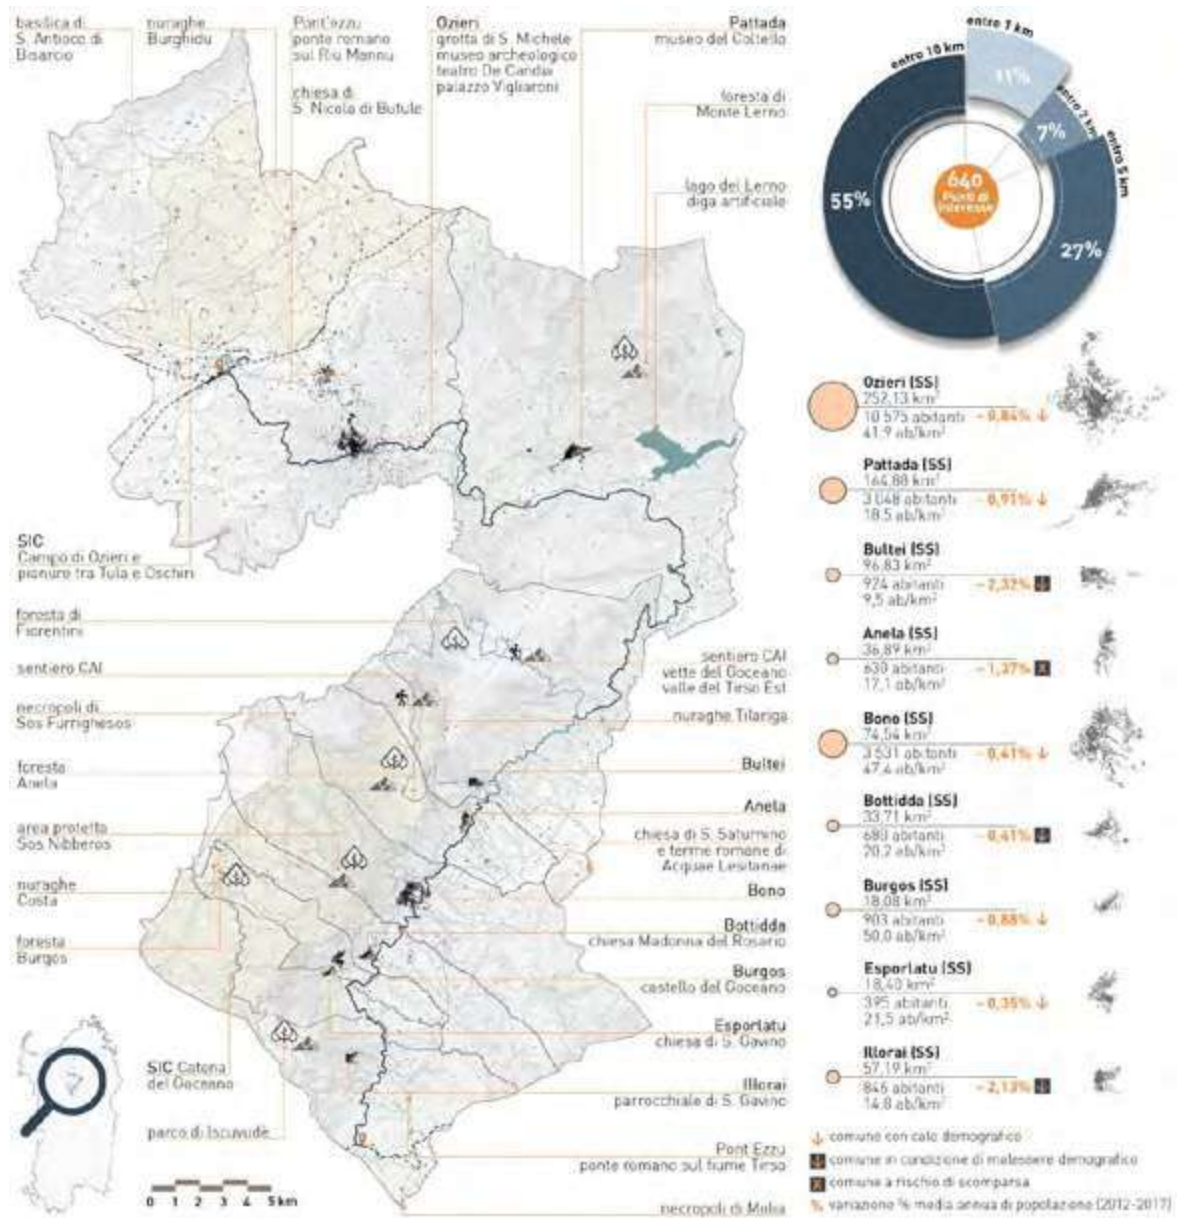 basilica di
S. Antioco di
Bisarcio
nuraghe
Burghidu
Pont'ezzu
ponte romano
sul Riu Mannu
chiesa di
S. Nicola di Butule
Ozieri
grotta di S. Michele
museo archeologico
teatro De Candia
palazzo Vigliaroni
Pattada
museo del Coltello
foresta di
Monte Lerno
lago del Lerno
diga artificiale
SIC
Campo di Ozieri e
pianure tra Tula e Oschiri
foresta di
Fiorentini
sentiero CAI
necropoli di
Sos Furrighesos
foresta
Anela
area protetta
Sos Nibberos
nuraghe
Costa
foresta
Burgos
SIC Catena
del Goceano
parco di Iscuvudè
0 1 2 3 4 5 km
sentiero CAI
vette del Goceano
valle del Tirso Est
nuraghe Tilariga
Bultei
Anela
chiesa di S. Saturnino
e terme romane di
Acquae Lesitanae
Bono
Bottidda
chiesa Madonna del Rosario
Burgos
castello del Goceano
Esporlatu
chiesa di S. Gavino
Illorai
parrocchiale di S. Gavino
Pont Ezzu
ponte romano sul fiume Tirso
necropoli di Molia
entro 1 km
11%
entro 2 km
7%
entro 5 km
27%
entro 10 km
55%
640
Punti di
interesse
Ozieri (SS)
252,13 km²
10 575 abitanti
41,9 ab/km²
- 0,84%
Pattada (SS)
164,88 km²
3 048 abitanti
18,5 ab/km²
- 0,91%
Bultei (SS)
96,83 km²
924 abitanti
9,5 ab/km²
- 2,32%
Anela (SS)
36,89 km²
630 abitanti
17,1 ab/km²
- 1,37%
Bono (SS)
74,54 km²
3 531 abitanti
47,4 ab/km²
- 0,41%
Bottidda (SS)
33,71 km²
680 abitanti
20,2 ab/km²
- 0,41%
Burgos (SS)
18,08 km²
903 abitanti
50,0 ab/km²
- 0,88%
Esporlatu (SS)
18,40 km²
395 abitanti
21,5 ab/km²
- 0,35%
Illorai (SS)
57,19 km²
846 abitanti
14,8 ab/km²
- 2,13%
comune con calo demografico
comune in condizione di malessere demografico
comune a rischio di scomparsa
% variazione % media annua di popolazione (2012-2017)